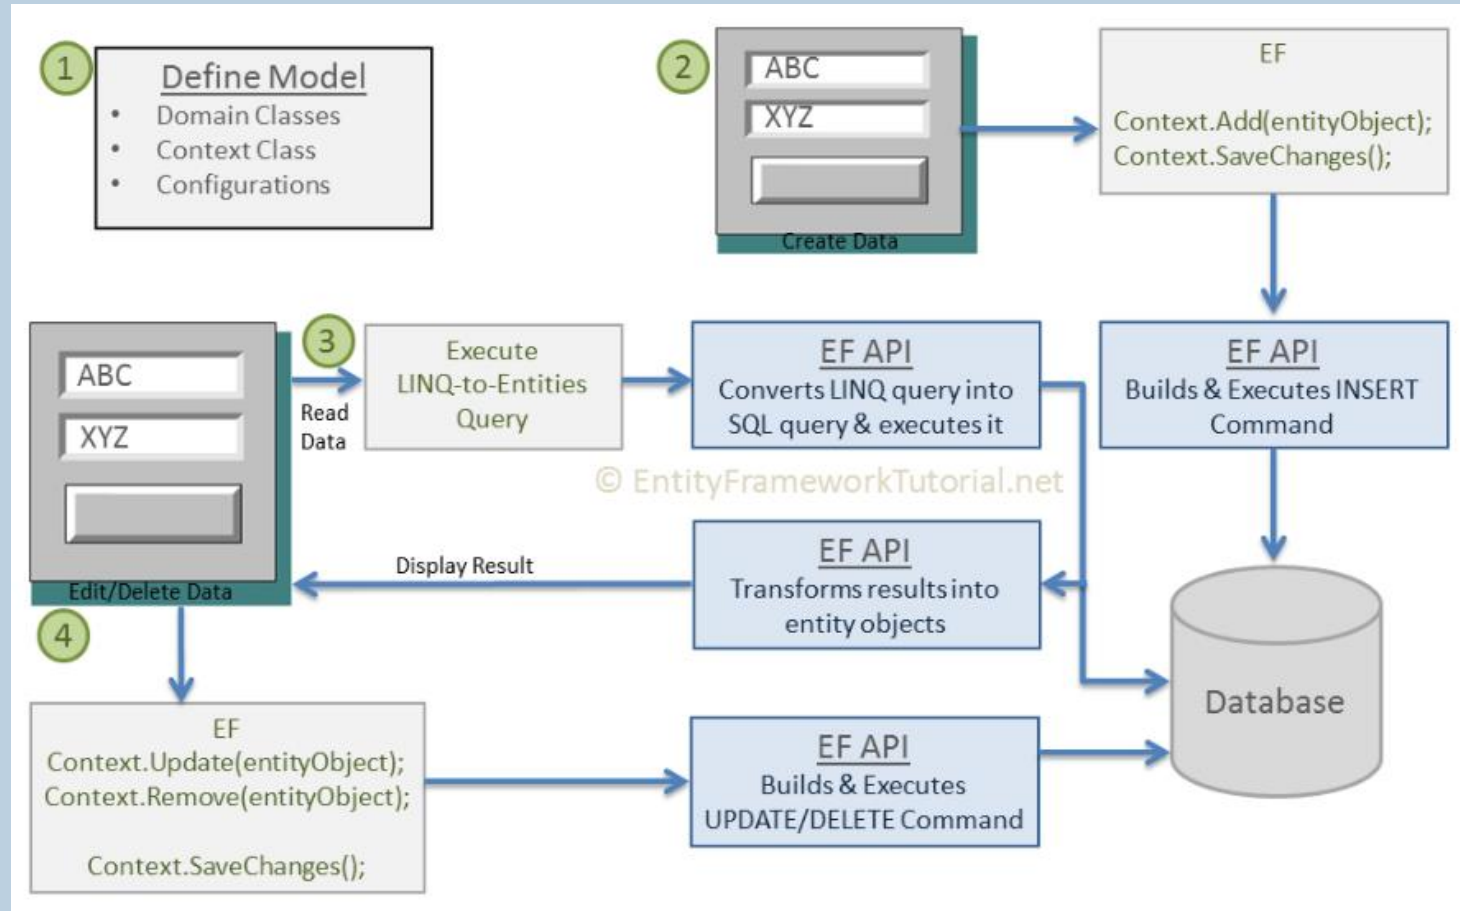 1
Define Model
• Domain Classes
• Context Class
• Configurations
2
ABC
XYZ
Create Data
EF
Context.Add(entityObject);
Context.SaveChanges();
ABC
XYZ
Edit/Delete Data
3
Read
Data
Execute
LINQ-to-Entities
Query
EF API
Converts LINQ query into
SQL query & executes it
EF API
Builds & Executes INSERT
Command
© EntityFrameworkTutorial.net
Display Result
EF API
Transforms results into
entity objects
Database
4
EF
Context.Update(entityObject);
Context.Remove(entityObject);
Context.SaveChanges();
EF API
Builds & Executes
UPDATE/DELETE Command